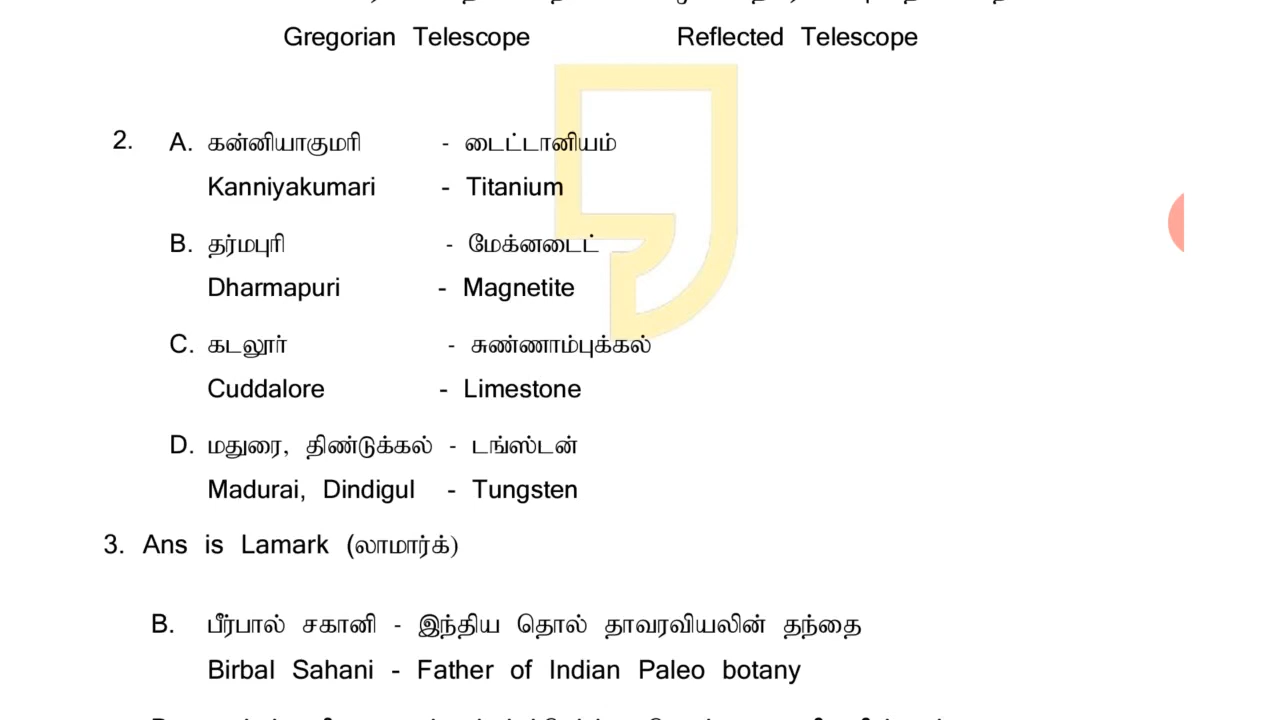 Gregorian Telescope Reflected Telescope
2. A. கன்னியாகுமரி - டைட்டானியம்
Kanniyakumari - Titanium
B. தர்மபுரி - மேக்னடைட்
Dharmapuri - Magnetite
C. கடலூர் - சுண்ணாம்புக்கல்
Cuddalore - Limestone
D. மதுரை, திண்டுக்கல் - டங்ஸ்டன்
Madurai, Dindigul - Tungsten
3. Ans is Lamark (லாமார்க்)
B. பீர்பால் சகானி - இந்திய தொல் தாவரவியலின் தந்தை
Birbal Sahani - Father of Indian Paleo botany